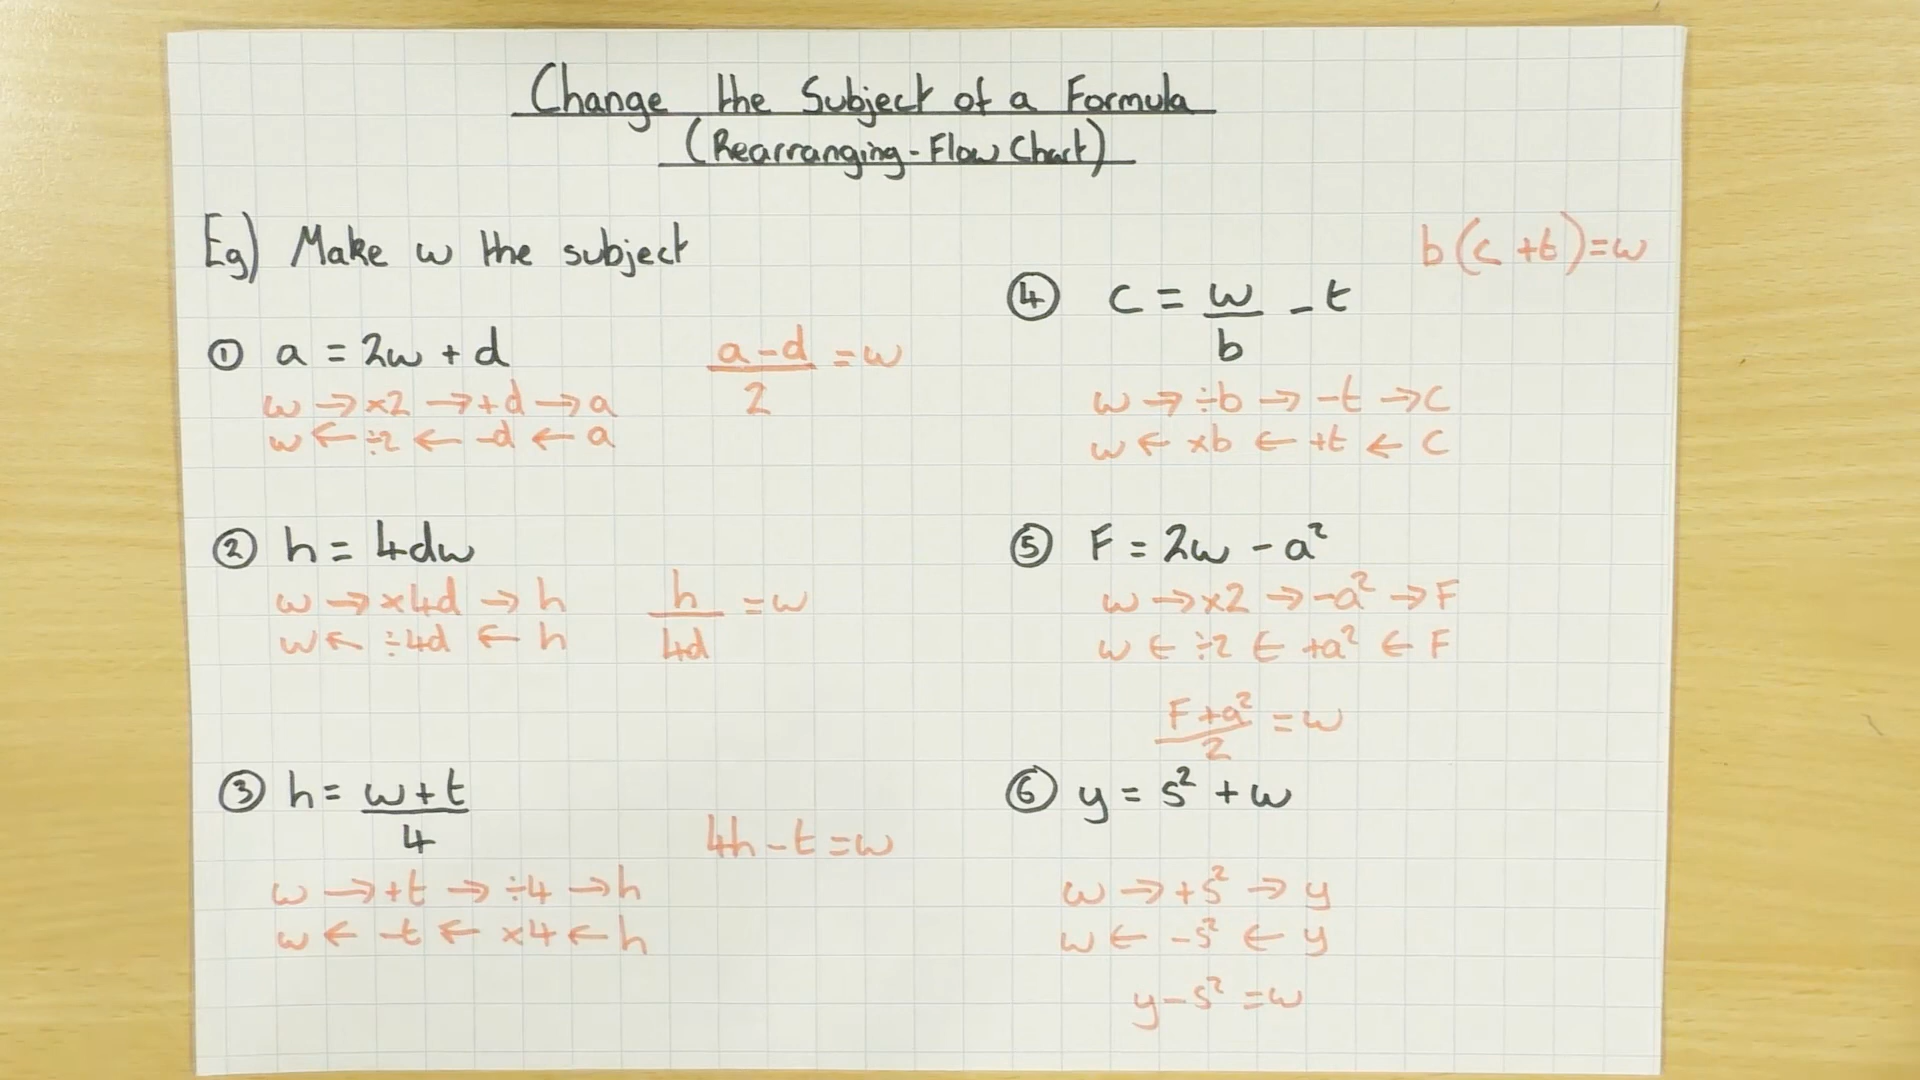 Change the Subject of a Formula
(Rearranging - Flow Chart)
Eg) Make w the subject
① a = 2w + d
a - d = w
2
w → ×2 → +d → a
w ← ÷2 ← -d ← a
② h = 4dw
w → ×4d → h
w ← ÷4d ← h
h = w
4d
③ h = w + t
4
4h - t = w
w → +t → ÷4 → h
w ← -t ← ×4 ← h
b(c + t) = w
④ c = w - t
b
w → ÷b → -t → c
w ← ×b ← +t ← c
⑤ F = 2w - a²
w → ×2 → -a² → F
w ← ÷2 ← +a² ← F
F + a² = w
2
⑥ y = s² + w
w → +s² → y
w ← -s² ← y
y - s² = w